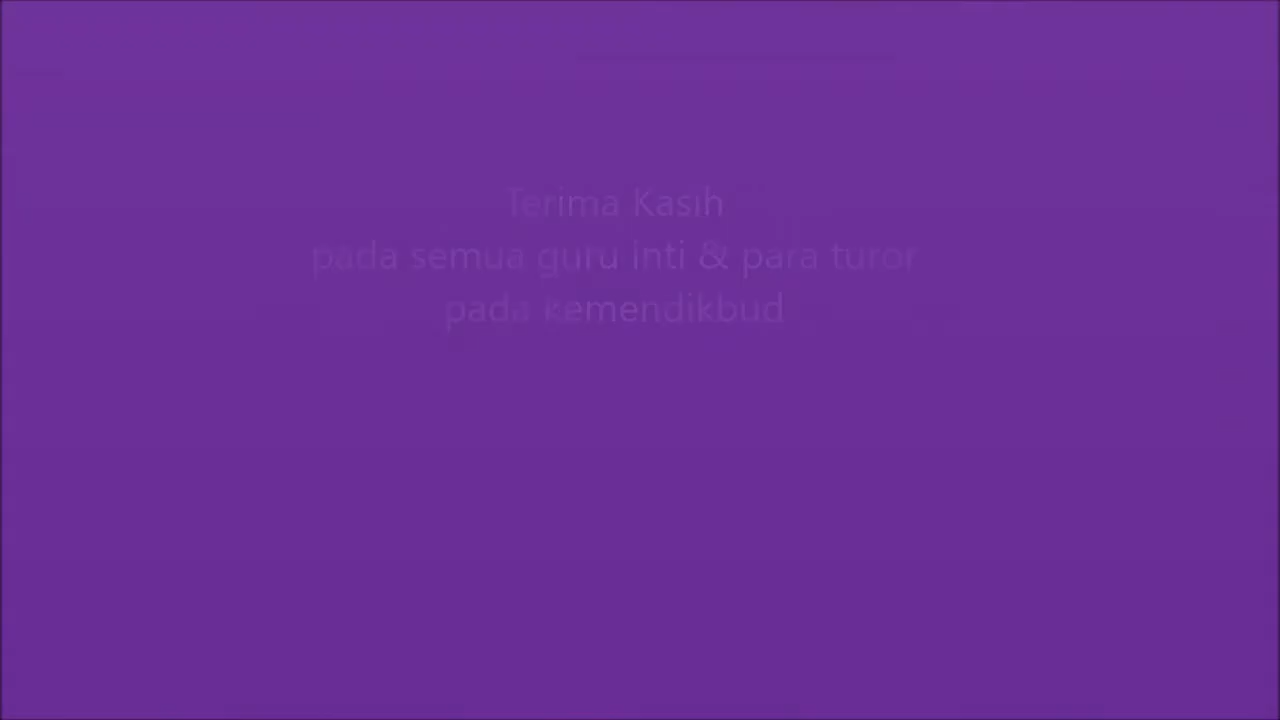 Terima Kasih
pada semua guru inti & para turor
pada kemendikbud